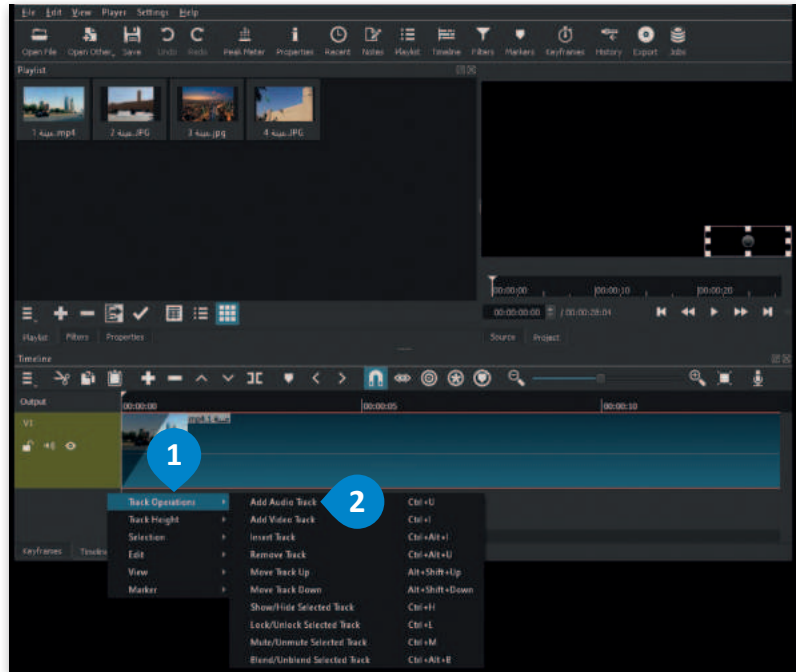 File Edit View Player Settings Help
Open File Open Other.. Save Undo Redo Peak Meter Properties Recent Notes Playlist Timeline Filters Markers Keyframes History Export Jobs
Playlist
عينة 1.mp4 عينة 2.JPG عينة 3.jpg عينة 4.JPG
00:00:00 00:00:10 00:00:20
00:00:00:00 / 00:00:28:04
Playlist Filters Properties
Source Project
Timeline
Output 00:00:00 00:00:05 00:00:10
V1
عينة 1.mp4
1
Track Operations
Track Height
Selection
Edit
View
Marker
2
Add Audio Track Ctrl+U
Add Video Track Ctrl+I
Insert Track Ctrl+Alt+I
Remove Track Ctrl+Alt+U
Move Track Up Alt+Shift+Up
Move Track Down Alt+Shift+Down
Show/Hide Selected Track Ctrl+H
Lock/Unlock Selected Track Ctrl+L
Mute/Unmute Selected Track Ctrl+M
Blend/Unblend Selected Track Ctrl+Alt+B
Keyframes